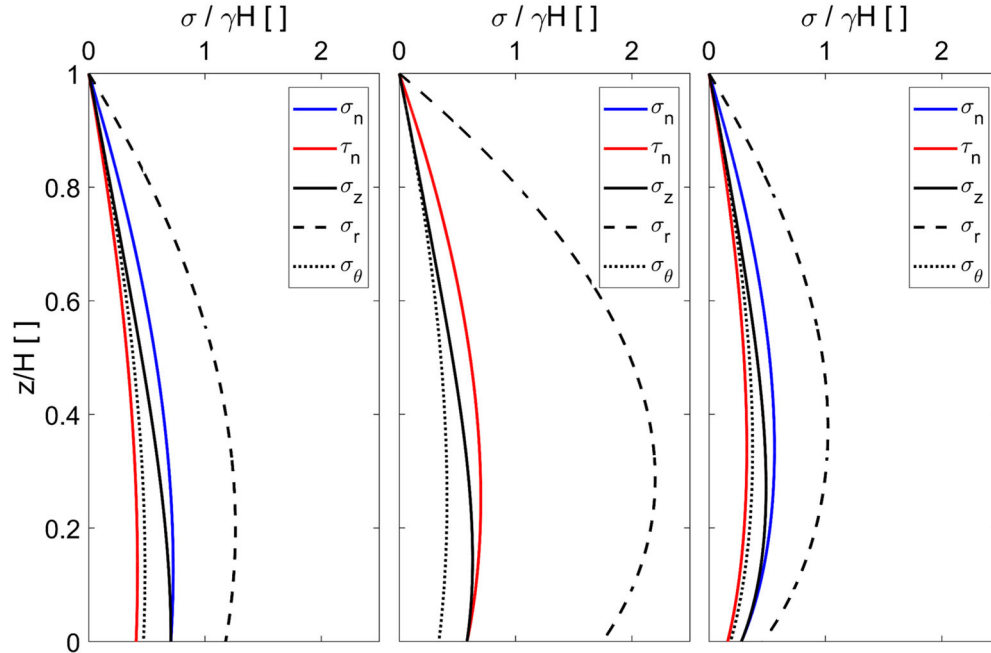 σ / γH [ ]
σ / γH [ ]
σ / γH [ ]
0 1 2
0 1 2
0 1 2
1
0.8
0.6
0.4
0.2
0
z/H [ ]
σn
τn
σz
σr
σθ
σn
τn
σz
σr
σθ
σn
τn
σz
σr
σθ